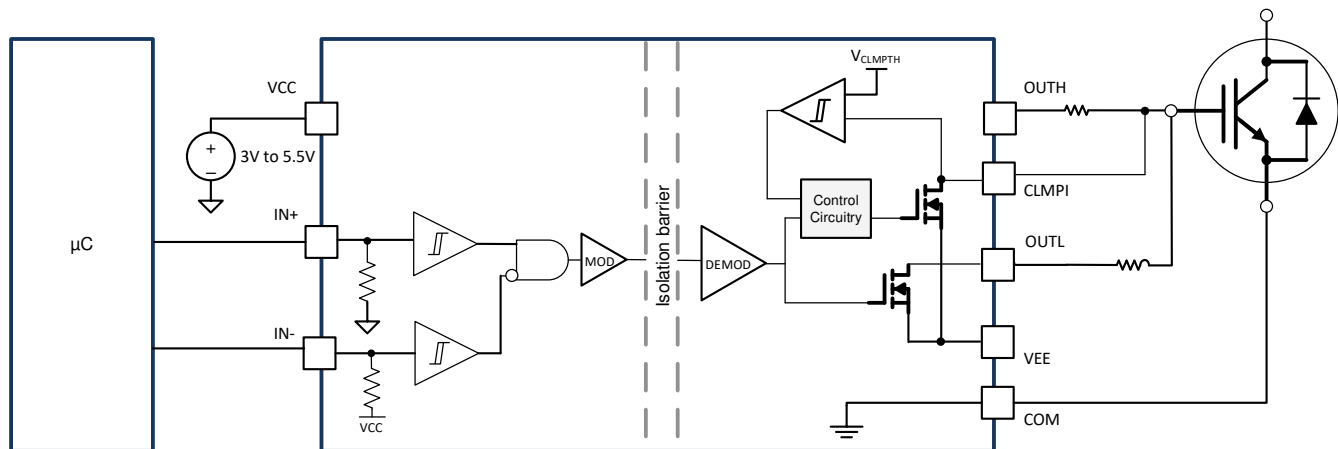 µC
VCC
+
−
3V to 5.5V
IN+
IN-
VCC
MOD
Isolation barrier
DEMOD
VCLMPTH
Control
Circuitry
OUTH
CLMPI
OUTL
VEE
COM